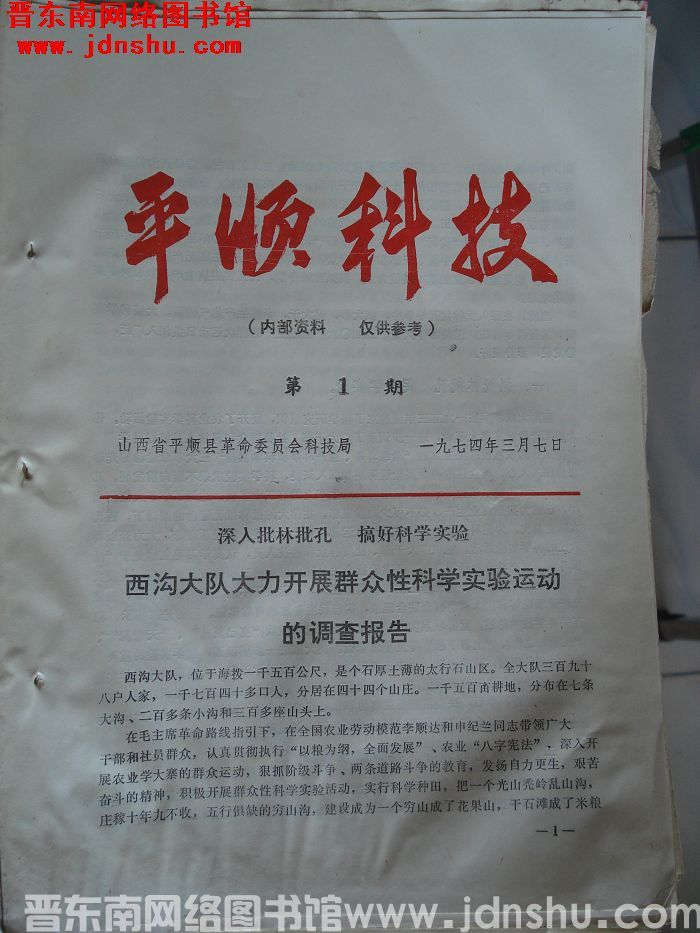 晋东南网络图书馆
www.jdnshu.com
平顺科技
（内部资料　仅供参考）
第 1 期
山西省平顺县革命委员会科技局　一九七四年三月七日
深入批林批孔　搞好科学实验
西沟大队大力开展群众性科学实验运动
的调查报告
西沟大队，位于海拨一千五百公尺，是个石厚土薄的太行石山区。全大队三百九十
八户人家，一千七百四十多口人，分居在四十四个山庄。一千五百亩耕地，分布在七条
大沟、二百多条小沟和三百多座山头上。
在毛主席革命路线指引下，在全国农业劳动模范李顺达和申纪兰同志带领广大
干部和社员群众，认真贯彻执行“以粮为纲，全面发展”、农业“八字宪法”，深入开
展农业学大寨的群众运动，狠抓阶级斗争、两条道路斗争的教育，发扬自力更生，艰苦
奋斗的精神，积极开展群众性科学实验活动，实行科学种田，把一个光山秃岭乱山沟，
庄稼十年九不收，五行俱缺的穷山沟，建设成为一个穷山成了花果山，干石滩成了米粮
—1—
晋东南网络图书馆www.jdnshu.com